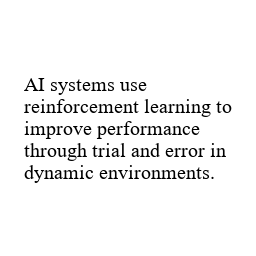 AI systems use
reinforcement learning to
improve performance
through trial and error in
dynamic environments.